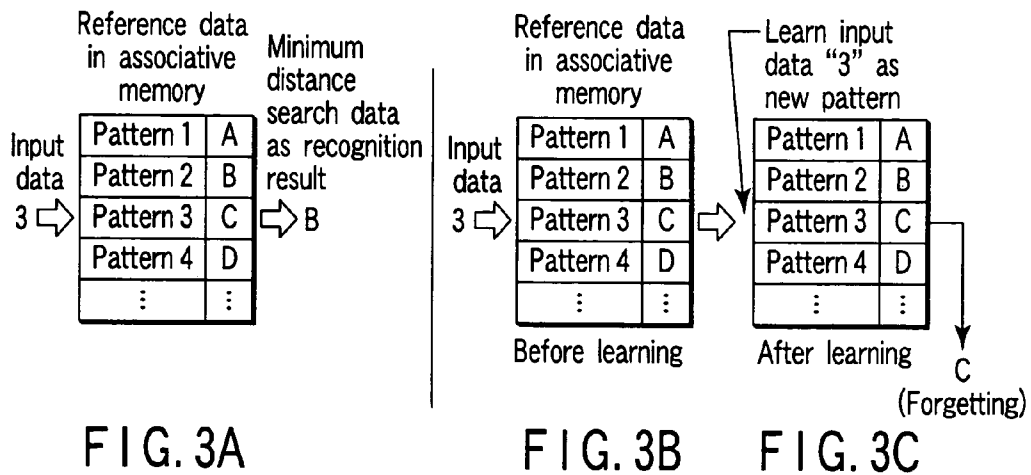 Reference data
in associative
memory
Minimum
distance
search data
as recognition
result
Input
data
3
Pattern 1 A
Pattern 2 B
Pattern 3 C
Pattern 4 D
⋮ ⋮
B
FIG. 3A
Reference data
in associative
memory
Input
data
3
Pattern 1 A
Pattern 2 B
Pattern 3 C
Pattern 4 D
⋮ ⋮
Before learning
FIG. 3B
Learn input
data “3” as
new pattern
Pattern 1 A
Pattern 2 B
Pattern 3 C
Pattern 4 D
⋮ ⋮
After learning
C
(Forgetting)
FIG. 3C